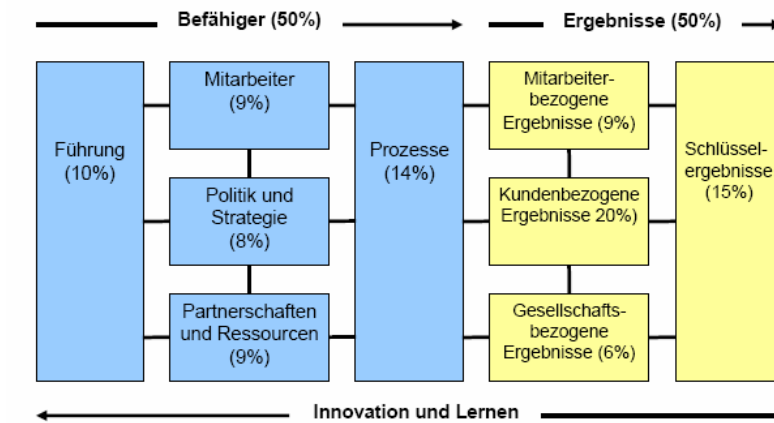 Befähiger (50%)
Ergebnisse (50%)
Führung
(10%)
Mitarbeiter
(9%)
Politik und
Strategie
(8%)
Partnerschaften
und Ressourcen
(9%)
Prozesse
(14%)
Mitarbeiter-
bezogene
Ergebnisse (9%)
Kundenbezogene
Ergebnisse 20%)
Gesellschafts-
bezogene
Ergebnisse (6%)
Schlüssel-
ergebnisse
(15%)
Innovation und Lernen